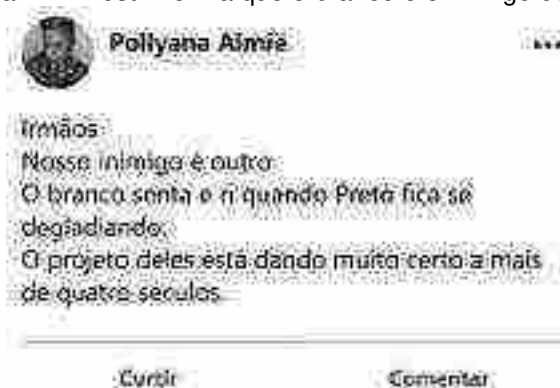 Pollyana Aimie
Irmãos
Nosso inimigo é outro
O branco senta e ri quando Preto fica se
degladiando.
O projeto deles está dando muito certo a mais
de quatro séculos.
Curtir Comentar